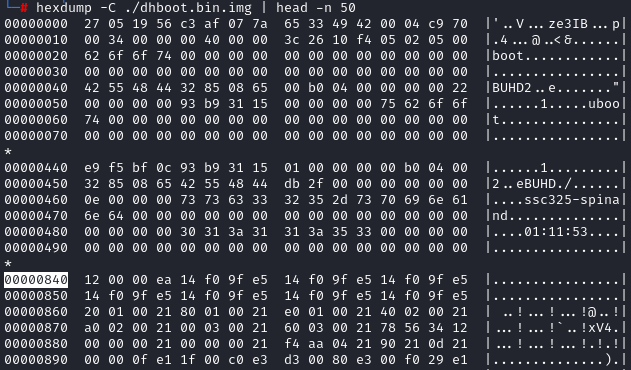 └─# hexdump -C ./dhboot.bin.img | head -n 50
00000000  27 05 19 56 c3 af 07 7a  65 33 49 42 00 04 c9 70  |'..V...ze3IB...p|
00000010  00 34 00 00 00 40 00 00  3c 26 10 f4 05 02 05 00  |.4...@..<&......|
00000020  62 6f 6f 74 00 00 00 00  00 00 00 00 00 00 00 00  |boot............|
00000030  00 00 00 00 00 00 00 00  00 00 00 00 00 00 00 00  |................|
00000040  42 55 48 44 32 85 08 65  00 b0 04 00 00 00 00 22  |BUHD2..e......."|
00000050  00 00 00 00 93 b9 31 15  00 00 00 00 75 62 6f 6f  |......1.....uboo|
00000060  74 00 00 00 00 00 00 00  00 00 00 00 00 00 00 00  |t...............|
00000070  00 00 00 00 00 00 00 00  00 00 00 00 00 00 00 00  |................|
*
00000440  e9 f5 bf 0c 93 b9 31 15  01 00 00 00 00 b0 04 00  |......1.........|
00000450  32 85 08 65 42 55 48 44  db 2f 00 00 00 00 00 00  |2..eBUHD./......|
00000460  0e 00 00 00 73 73 63 33  32 35 2d 73 70 69 6e 61  |....ssc325-spina|
00000470  6e 64 00 00 00 00 00 00  00 00 00 00 00 00 00 00  |nd..............|
00000480  00 00 00 00 30 31 3a 31  31 3a 35 33 00 00 00 00  |....01:11:53....|
00000490  00 00 00 00 00 00 00 00  00 00 00 00 00 00 00 00  |................|
*
00000840  12 00 00 ea 14 f0 9f e5  14 f0 9f e5 14 f0 9f e5  |................|
00000850  14 f0 9f e5 14 f0 9f e5  14 f0 9f e5 14 f0 9f e5  |................|
00000860  20 01 00 21 80 01 00 21  e0 01 00 21 40 02 00 21  | ..!...!...!@..!|
00000870  a0 02 00 21 00 03 00 21  60 03 00 21 78 56 34 12  |...!...!`..!xV4.|
00000880  00 00 00 21 00 00 00 21  f4 aa 04 21 90 21 0d 21  |...!...!...!.!.!|
00000890  00 00 0f e1 1f 00 c0 e3  d3 00 80 e3 00 f0 29 e1  |..............).|